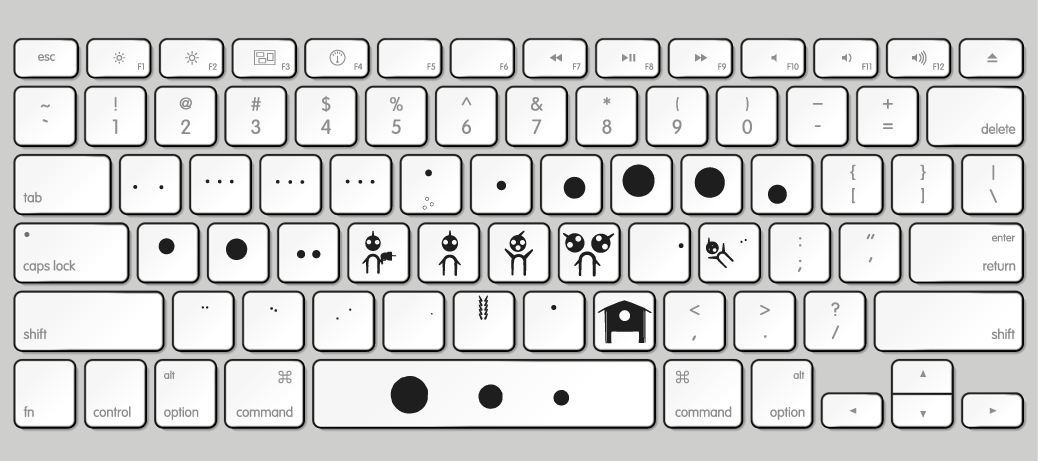 esc F1 F2 F3 F4 F5 F6 F7 F8 F9 F10 F11 F12
~ ! @ # $ % ^ & * ( ) – +
` 1 2 3 4 5 6 7 8 9 0 - = delete
{ } |
tab [ ] \
: “ enter
caps lock ; ‘ return
< > ?
shift , . / shift
alt ⌘ ⌘ alt
fn control option command command option